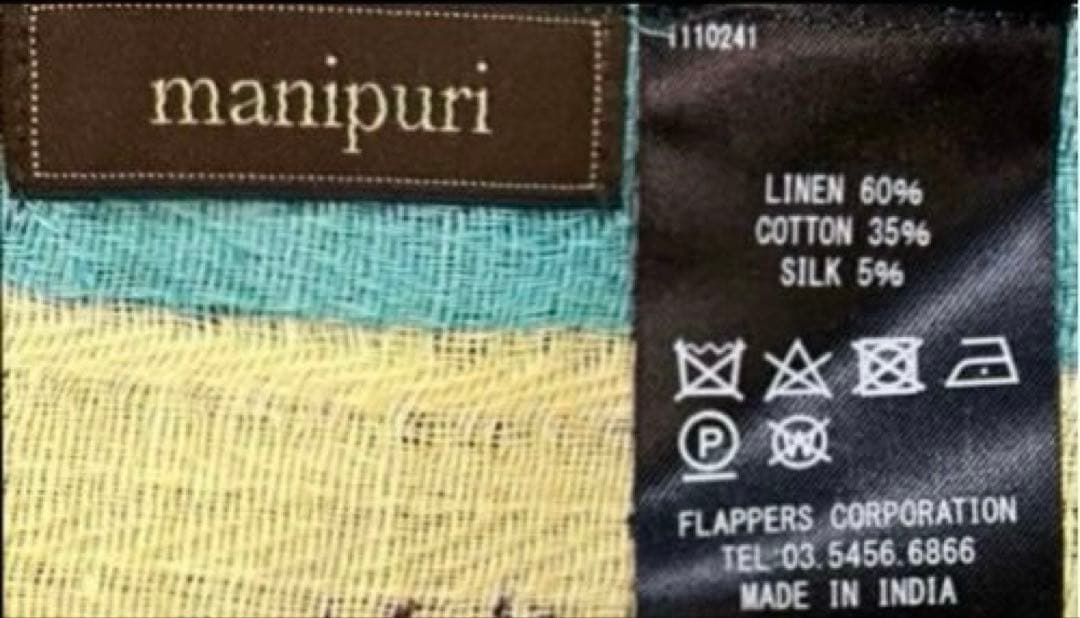 manipuri
1110241
LINEN 60%
COTTON 35%
SILK 5%
P W
FLAPPERS CORPORATION
TEL:03.5456.6866
MADE IN INDIA